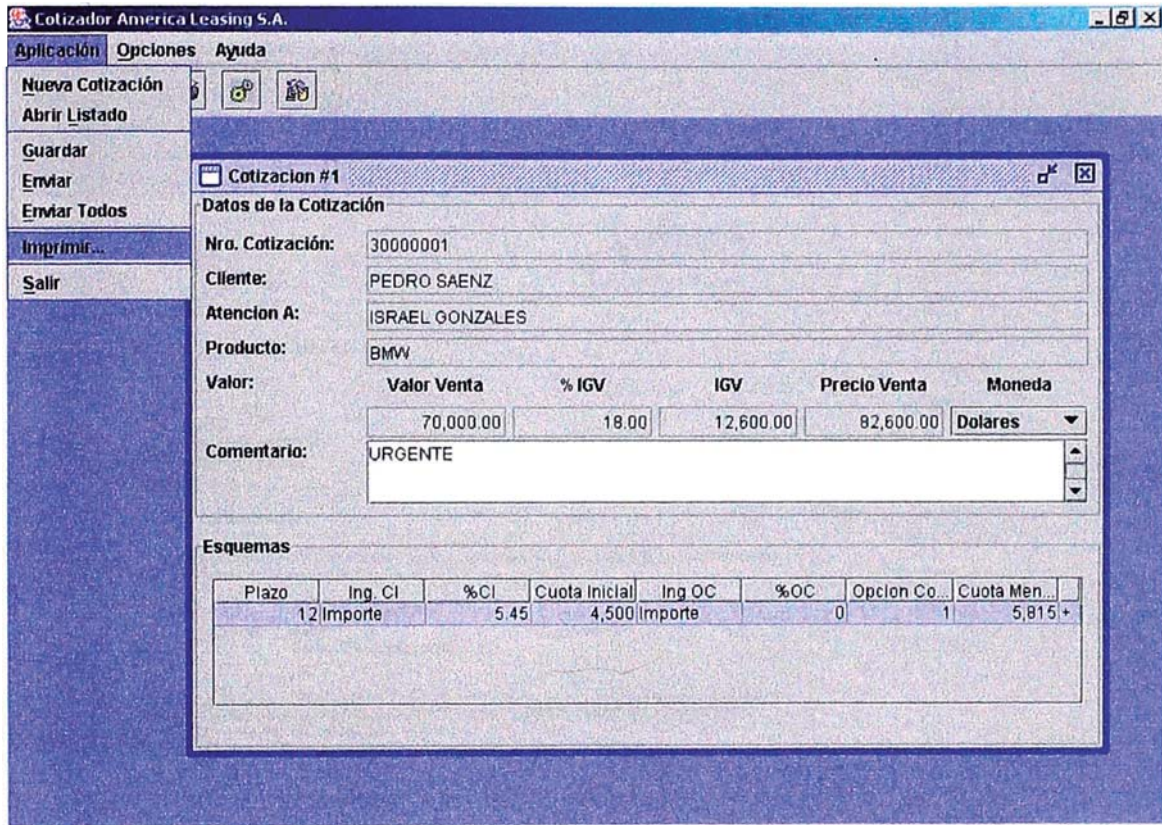 Cotizador America Leasing S.A.
Aplicación Opciones Ayuda
Nueva Cotización
Abrir Listado
Guardar
Enviar
Enviar Todos
Imprimir...
Salir
Cotizacion #1
Datos de la Cotización
Nro. Cotización: 30000001
Cliente: PEDRO SAENZ
Atencion A: ISRAEL GONZALES
Producto: BMW
Valor: Valor Venta % IGV IGV Precio Venta Moneda
70,000.00 18.00 12,600.00 82,600.00 Dolares
Comentario: URGENTE
Esquemas
Plazo Ing. CI %CI Cuota Inicial Ing OC %OC Opcion Co... Cuota Men...
12 Importe 5.45 4,500 Importe 0 1 5,815 +